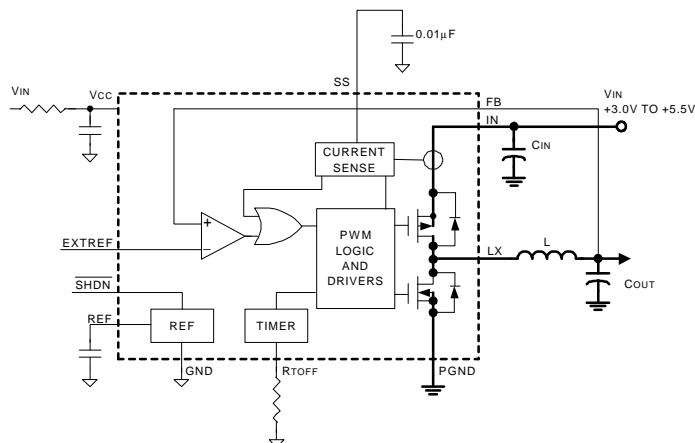 0.01µF
SS
VIN
VCC
FB
VIN
+3.0V TO +5.5V
IN
CIN
CURRENT
SENSE
+
−
EXTREF
PWM
LOGIC
AND
DRIVERS
LX
L
COUT
SHDN
REF
REF
TIMER
GND
RTOFF
PGND